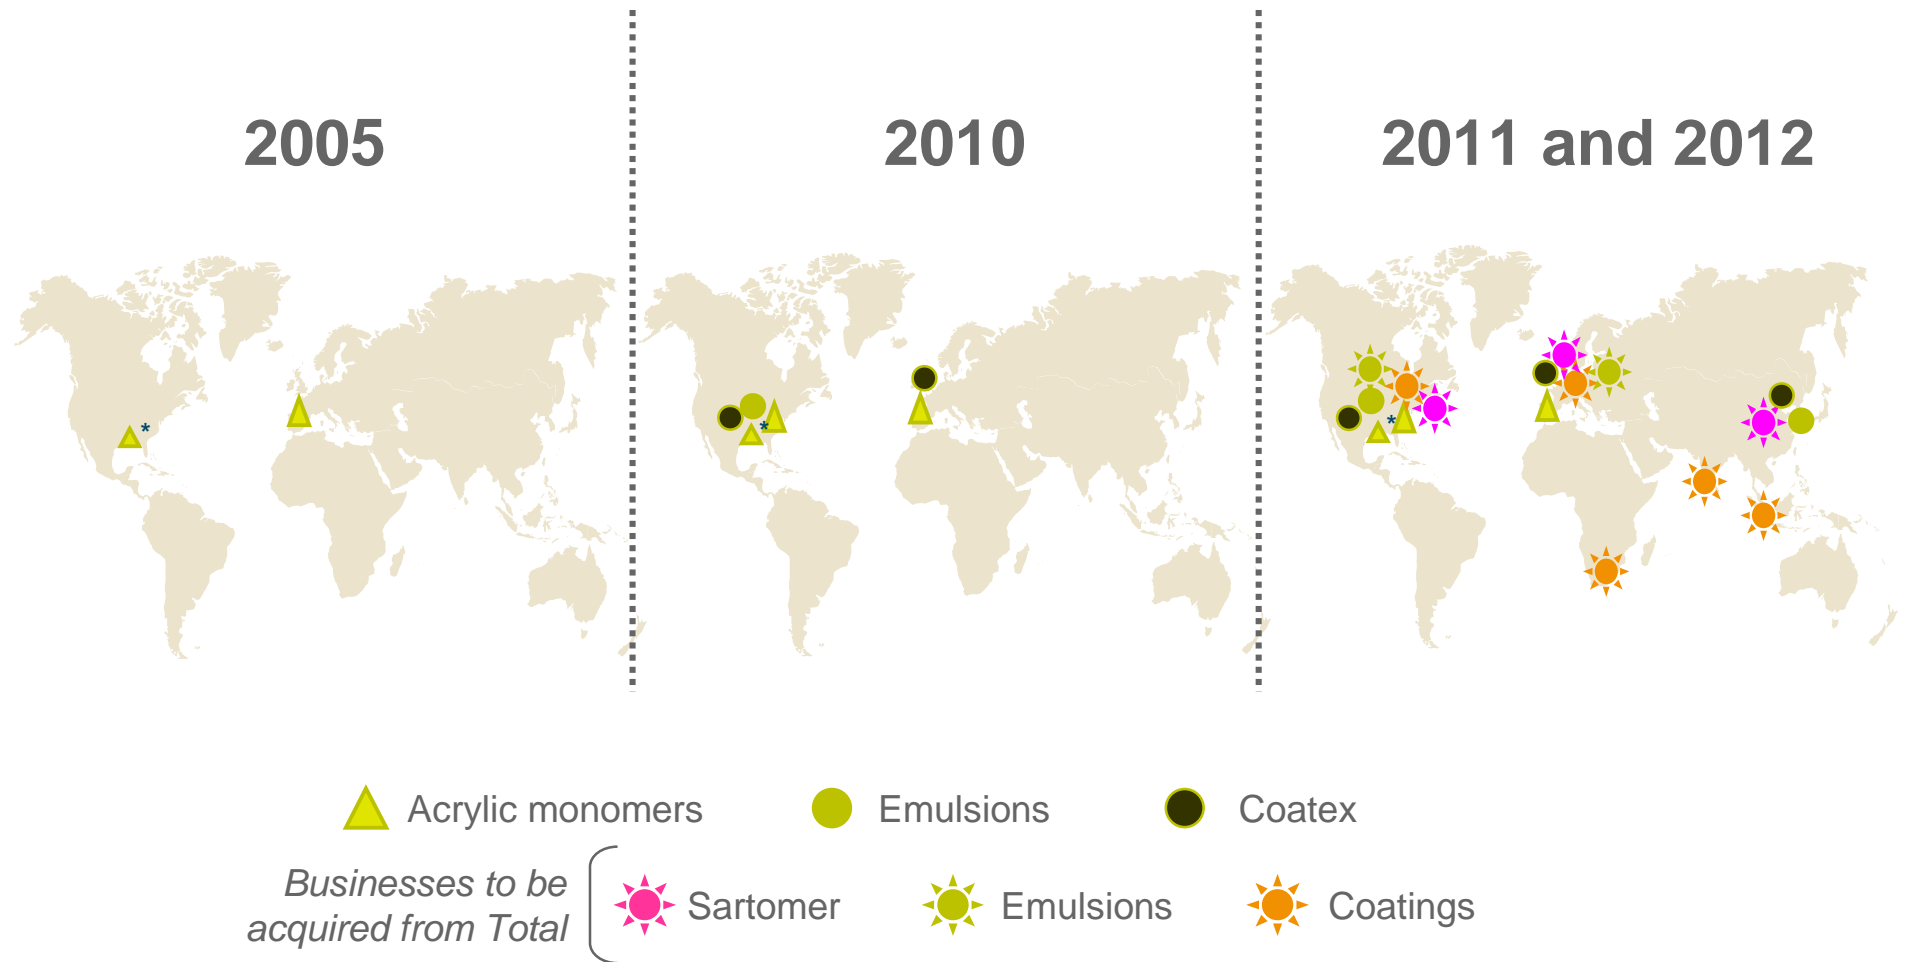 2005
2010
2011 and 2012
*
*
*
Acrylic monomers
Emulsions
Coatex
Businesses to be
acquired from Total
Sartomer
Emulsions
Coatings